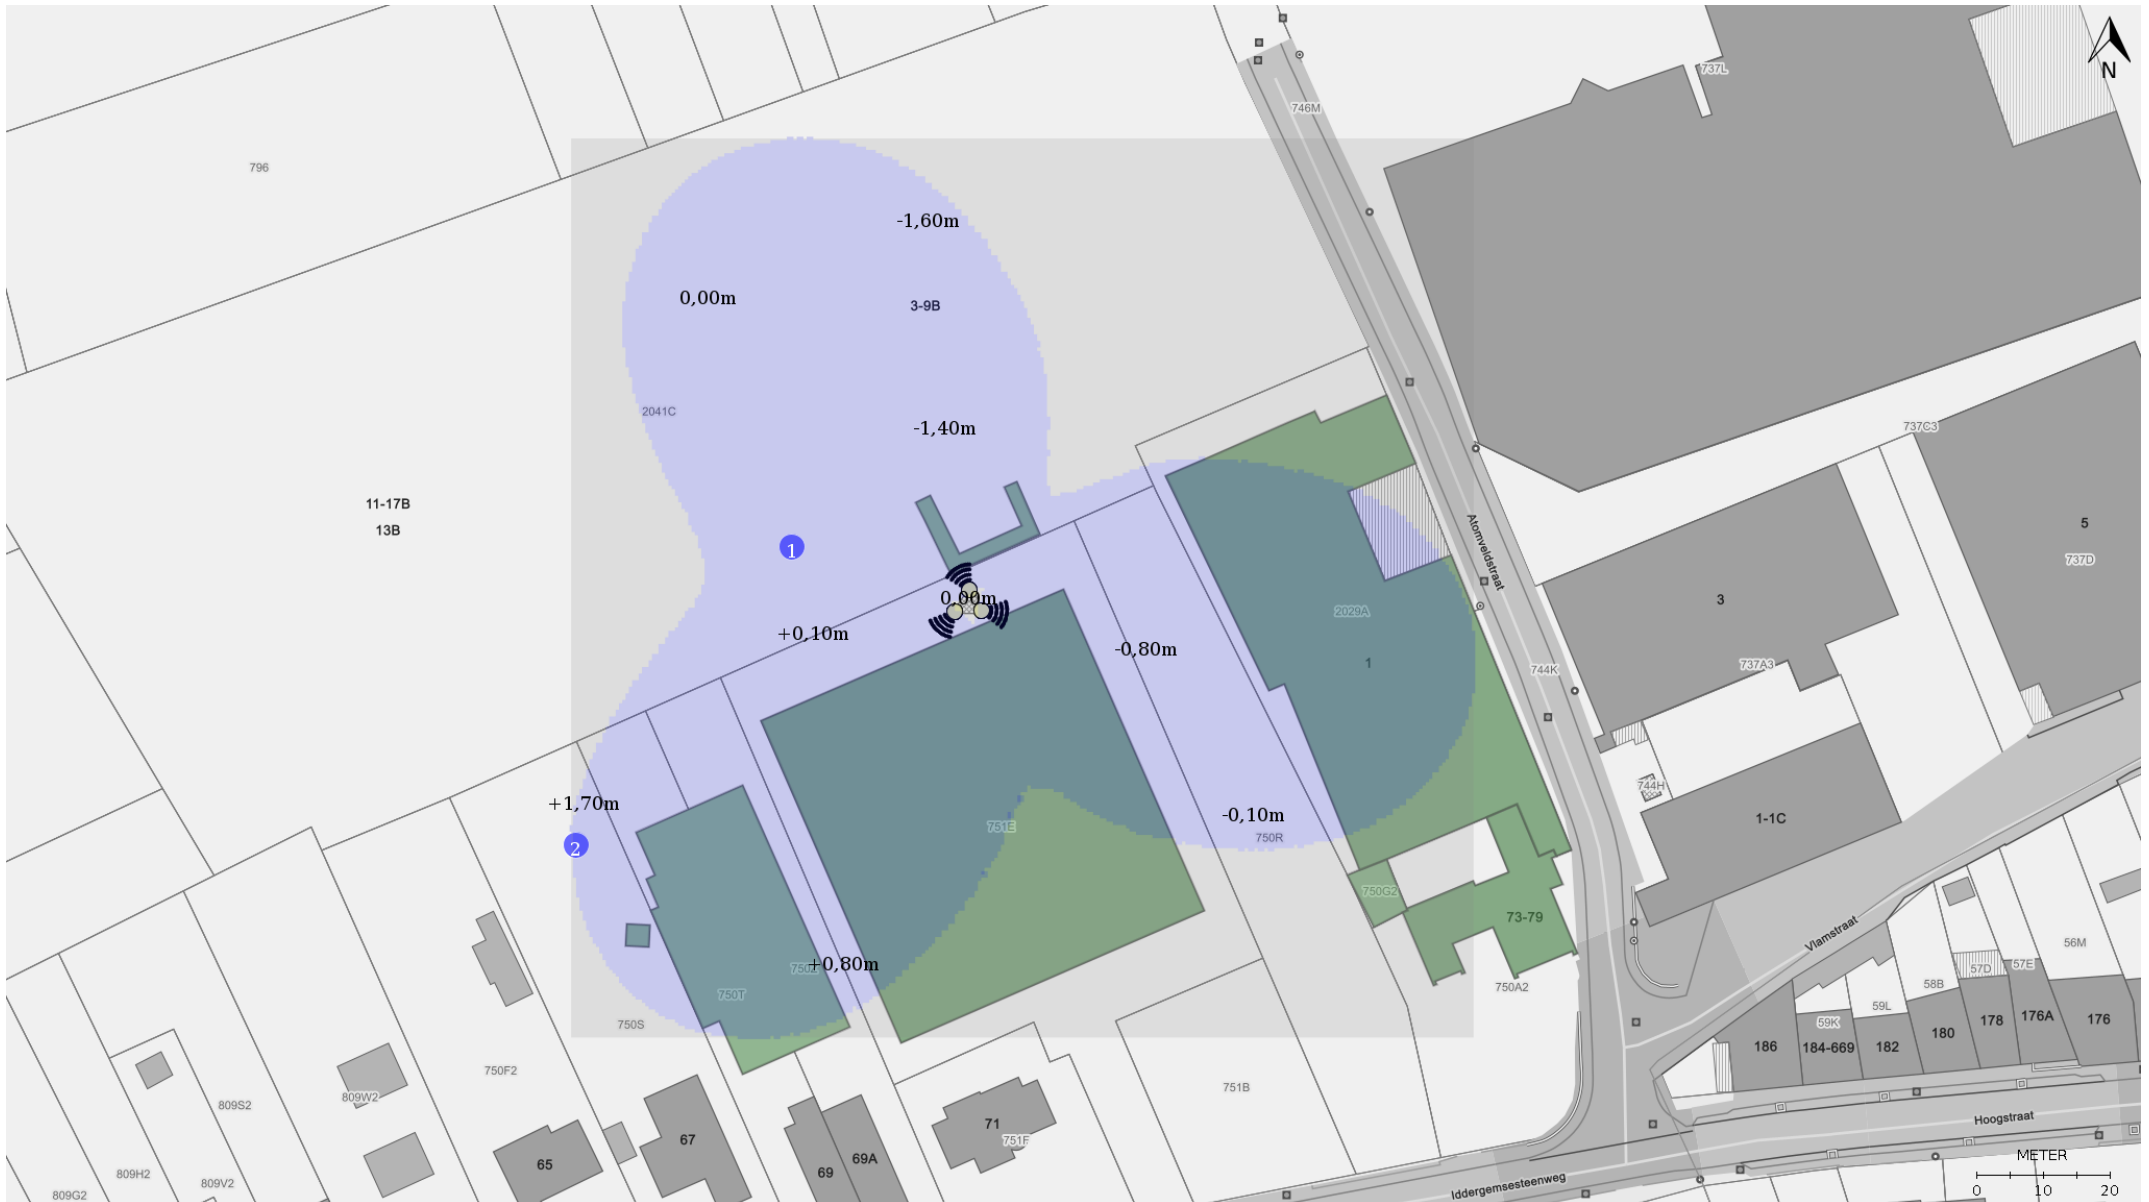 N
737L
746M
796
-1,60m
0,00m
3-9B
2041C
-1,40m
737C3
11-17B
13B
5
Atomveldstraat
1
737D
0,00m
3
2029A
+0,10m
-0,80m
1
737A3
744K
744H
+1,70m
-0,10m
1-1C
751E
750R
2
750G2
73-79
Vlamstraat
56M
+0,80m
57D
57E
58B
750T
750A2
59L
750S
59K
176A
176
178
180
186
184-669
182
750F2
751B
809W2
809S2
Hoogstraat
71
67
751F
METER
65
69A
69
809H2
809V2
809G2
Iddergemsesteenweg
0 10 20